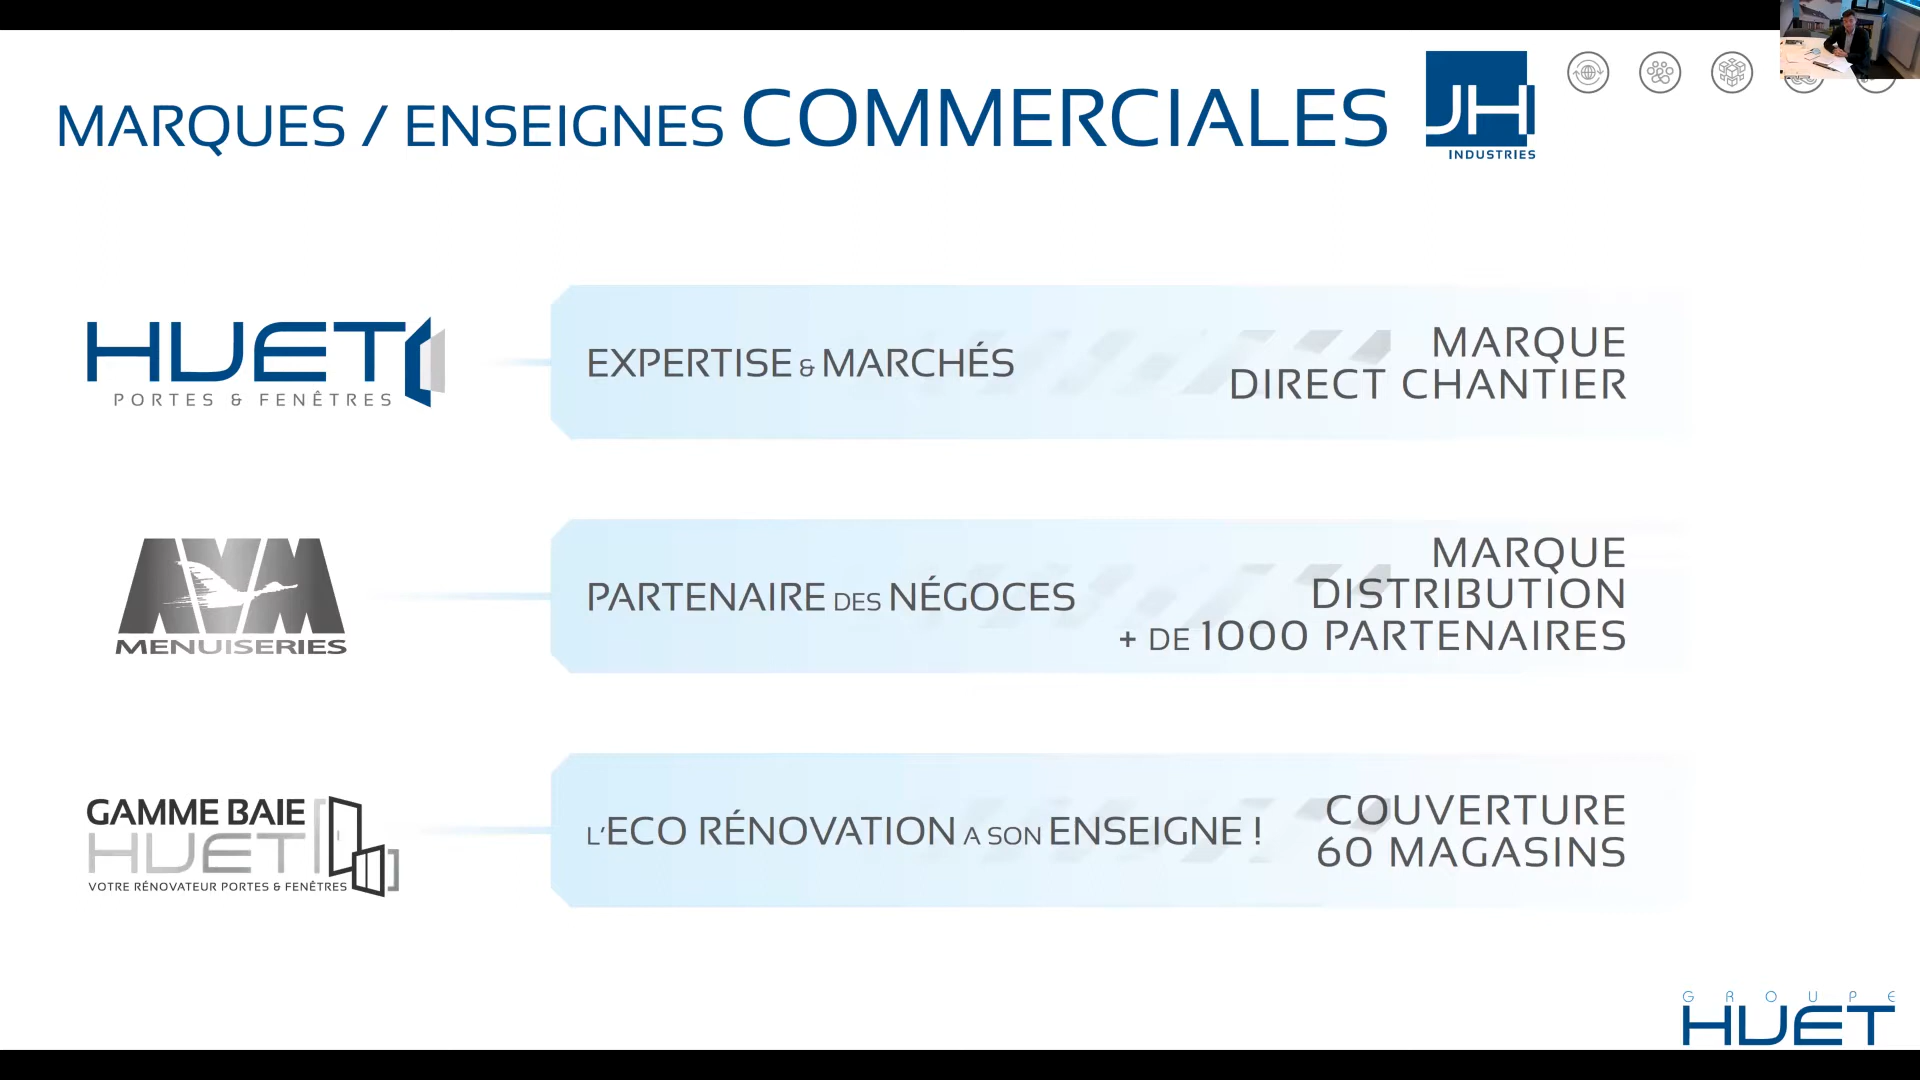 MARQUES / ENSEIGNES COMMERCIALES
JH
INDUSTRIES
HUET
PORTES & FENÊTRES
EXPERTISE & MARCHÉS
MARQUE
DIRECT CHANTIER
AVM
MENUISERIES
PARTENAIRE DES NÉGOCES
MARQUE
DISTRIBUTION
+ DE 1000 PARTENAIRES
GAMME BAIE
HUET
VOTRE RÉNOVATEUR PORTES & FENÊTRES
L'ECO RÉNOVATION A SON ENSEIGNE !
COUVERTURE
60 MAGASINS
GROUPE
HUET